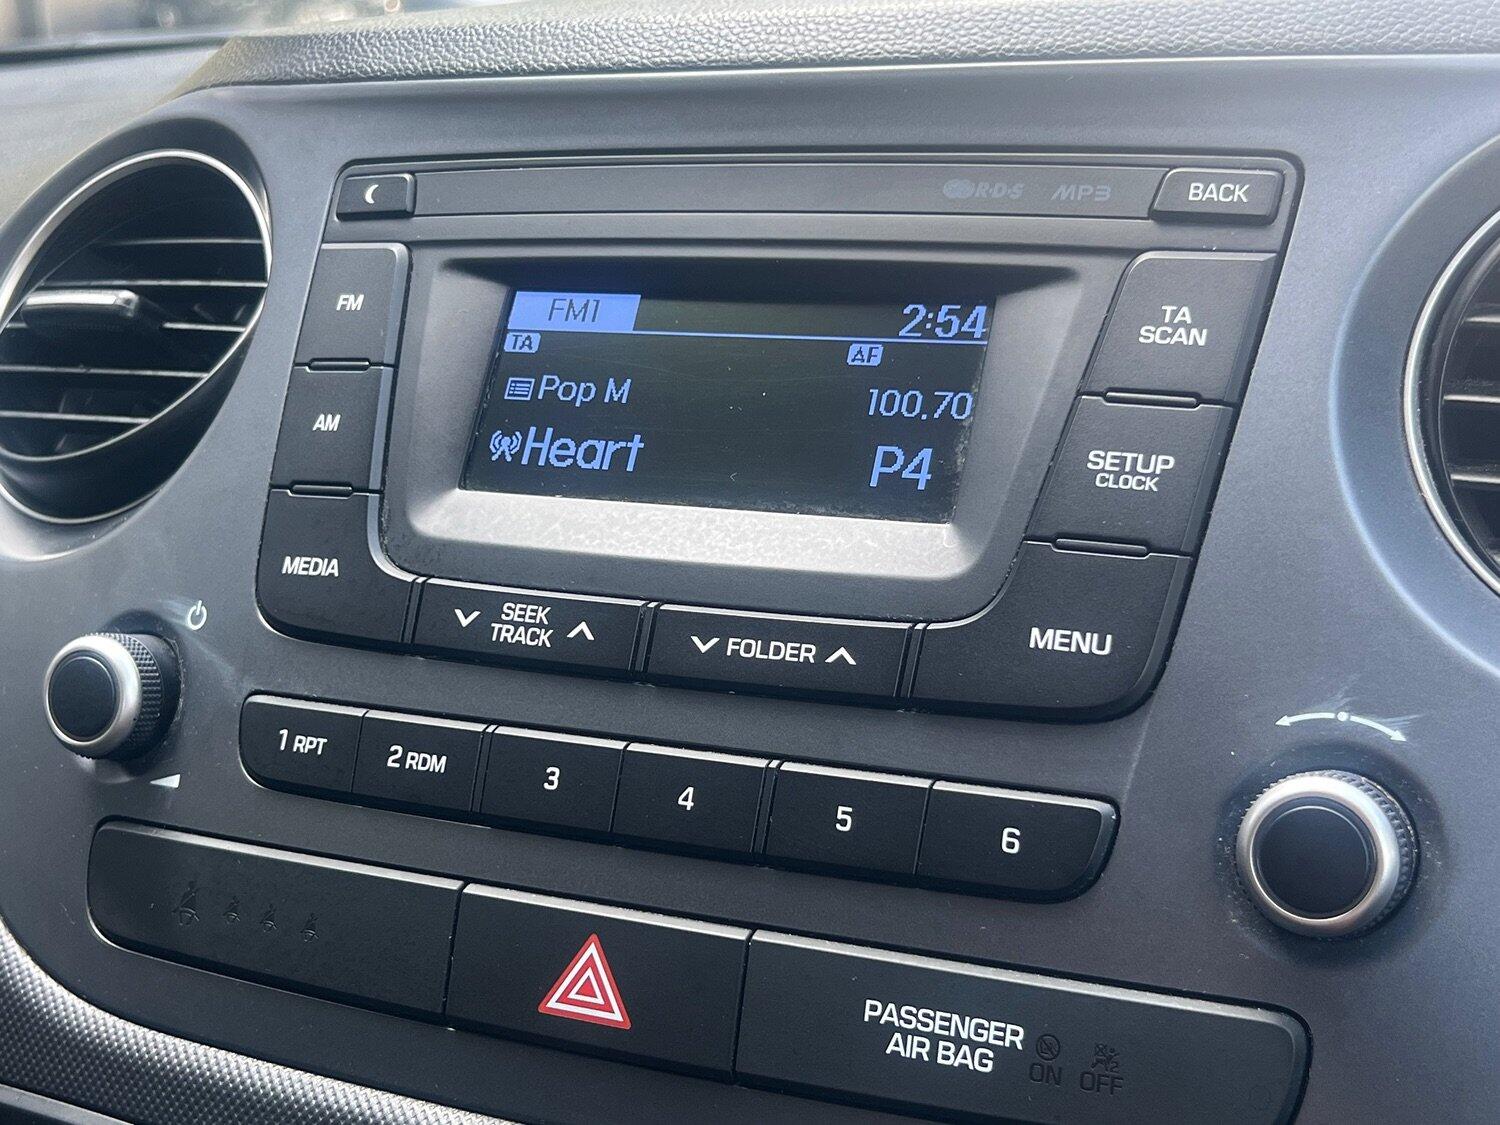 R·D·S MP3 BACK
FM
AM
MEDIA
FM1 2:54
TA AF
Pop M 100.70
Heart P4
TA
SCAN
SETUP
CLOCK
SEEK
TRACK
FOLDER
MENU
1 RPT 2 RDM 3 4 5 6
PASSENGER
AIR BAG
ON OFF